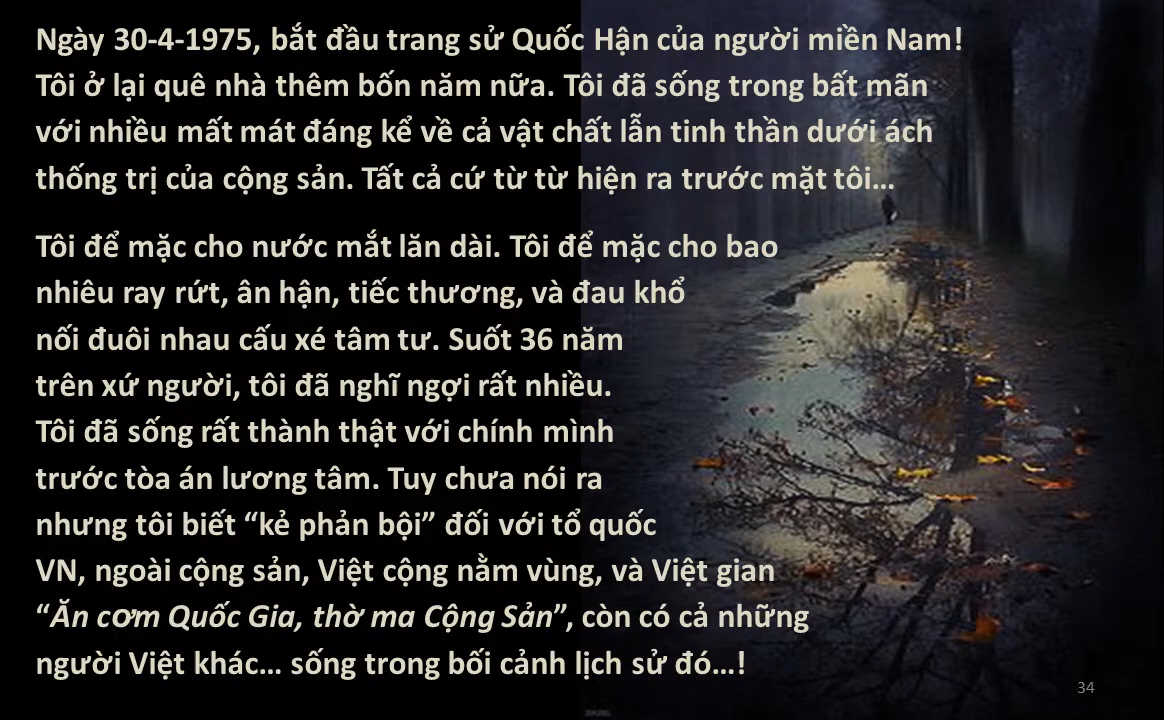 Ngày 30-4-1975, bắt đầu trang sử Quốc Hận của người miền Nam!
Tôi ở lại quê nhà thêm bốn năm nữa. Tôi đã sống trong bất mãn
với nhiều mất mát đáng kể về cả vật chất lẫn tinh thần dưới ách
thống trị của cộng sản. Tất cả cứ từ từ hiện ra trước mặt tôi…
Tôi để mặc cho nước mắt lăn dài. Tôi để mặc cho bao
nhiêu ray rứt, ân hận, tiếc thương, và đau khổ
nối đuôi nhau cấu xé tâm tư. Suốt 36 năm
trên xứ người, tôi đã nghĩ ngợi rất nhiều.
Tôi đã sống rất thành thật với chính mình
trước tòa án lương tâm. Tuy chưa nói ra
nhưng tôi biết “kẻ phản bội” đối với tổ quốc
VN, ngoài cộng sản, Việt cộng nằm vùng, và Việt gian
“Ăn cơm Quốc Gia, thờ ma Cộng Sản”, còn có cả những
người Việt khác… sống trong bối cảnh lịch sử đó…!
34